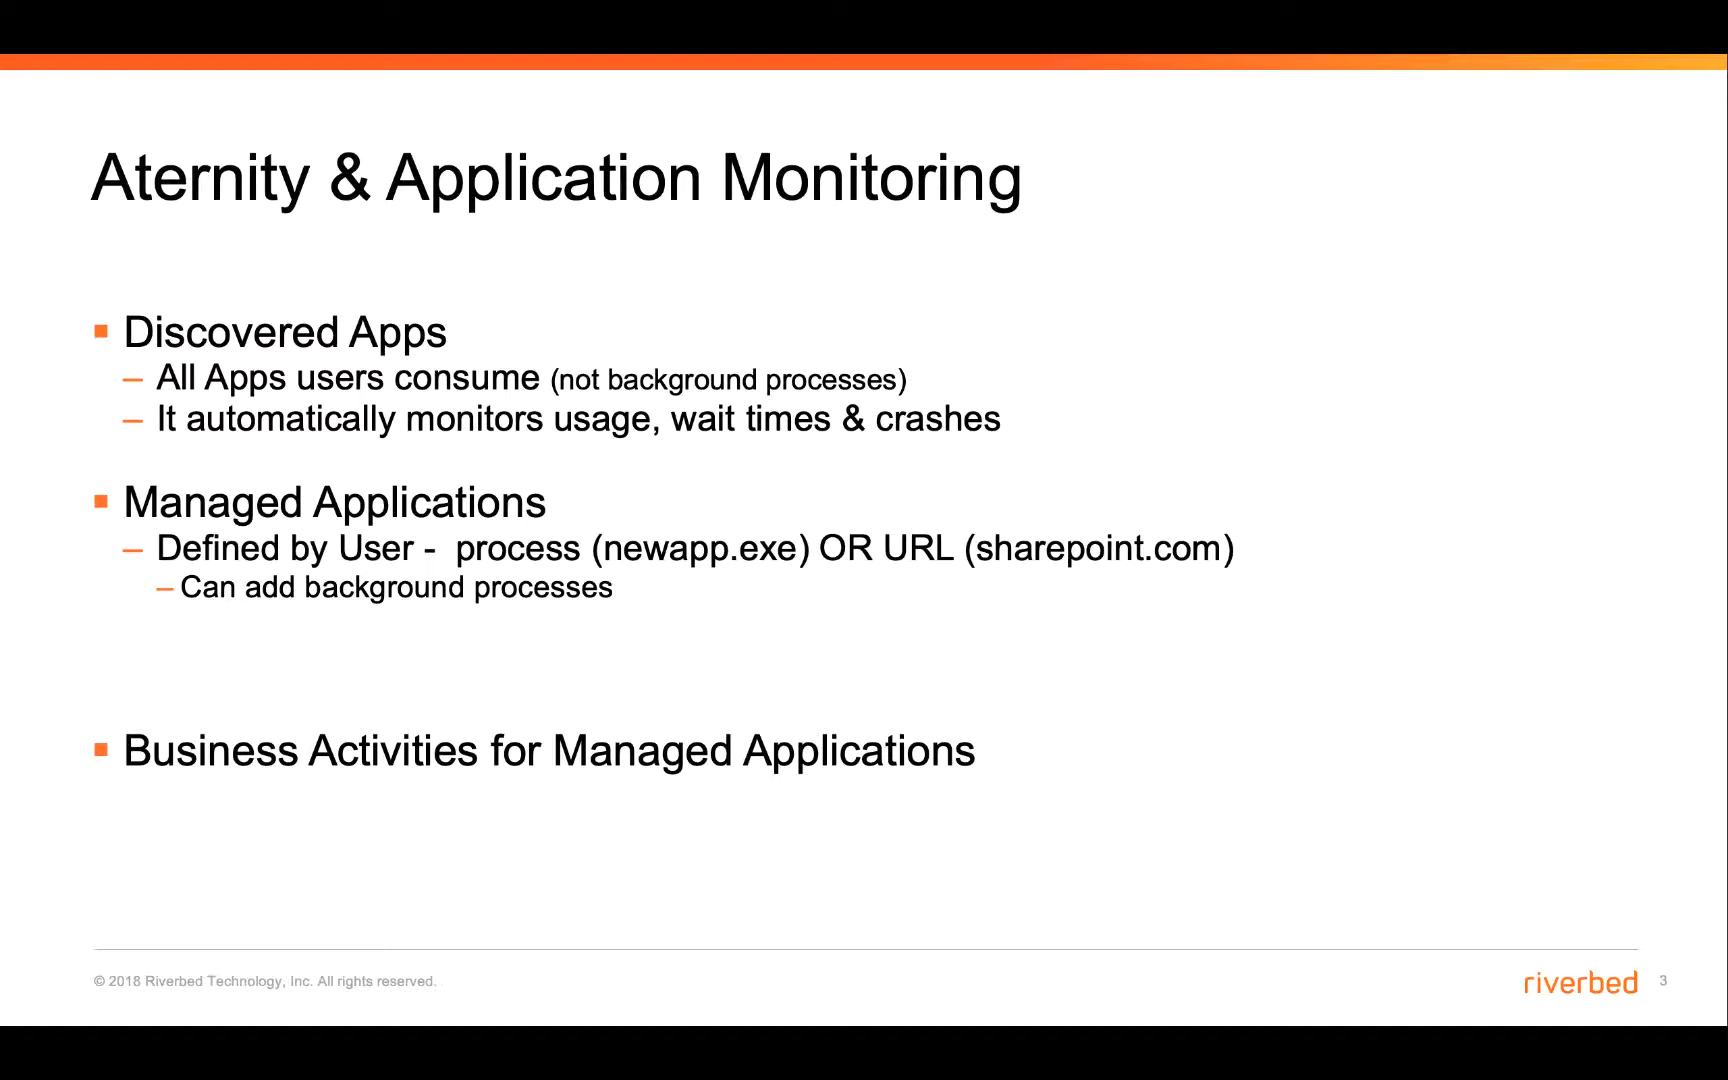 Aternity & Application Monitoring
▪ Discovered Apps
– All Apps users consume (not background processes)
– It automatically monitors usage, wait times & crashes
▪ Managed Applications
– Defined by User -  process (newapp.exe) OR URL (sharepoint.com)
– Can add background processes
▪ Business Activities for Managed Applications
© 2018 Riverbed Technology, Inc. All rights reserved.
riverbed 3